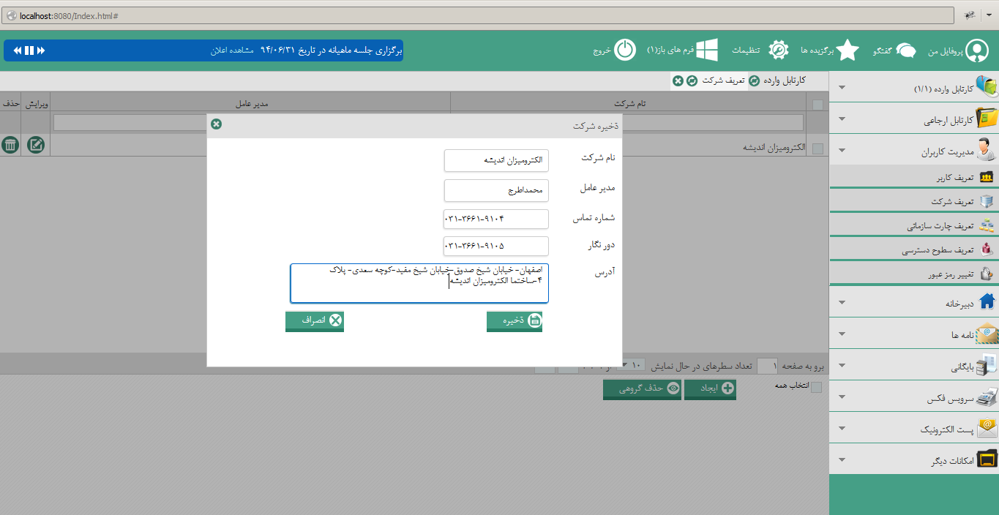 localhost:8080/Index.html#
پروفایل من
گفتگو
برگزیده ها
تنظیمات
فرم های باز(۱)
خروج
برگزاری جلسه ماهیانه در تاریخ ۹۴/۰۶/۳۱ مشاهده اعلان
کارتابل وارده
تعریف شرکت
کارتابل وارده (۱/۱)
کارتابل ارجاعی
مدیریت کاربران
تعریف کاربر
تعریف شرکت
تعریف چارت سازمانی
تعریف سطوح دسترسی
تغییر رمز عبور
دبیرخانه
نامه ها
بایگانی
سرویس فکس
پست الکترونیک
امکانات دیگر
نام شرکت
مدیر عامل
ویرایش
حذف
الکترومیزان اندیشه
ذخیره شرکت
نام شرکت
الکترومیزان اندیشه
مدیر عامل
محمداطرج
شماره تماس
۰۳۱-۳۶۶۱-۹۱۰۴
دور نگار
۰۳۱-۳۶۶۱-۹۱۰۵
آدرس
اصفهان- خیابان شیخ صدوق-خیابان شیخ مفید-کوچه سعدی- پلاک
۴-ساختما الکترومیزان اندیشه
ذخیره
انصراف
برو به صفحه ۱ تعداد سطرهای در حال نمایش ۱۰
انتخاب همه
ایجاد
حذف گروهی